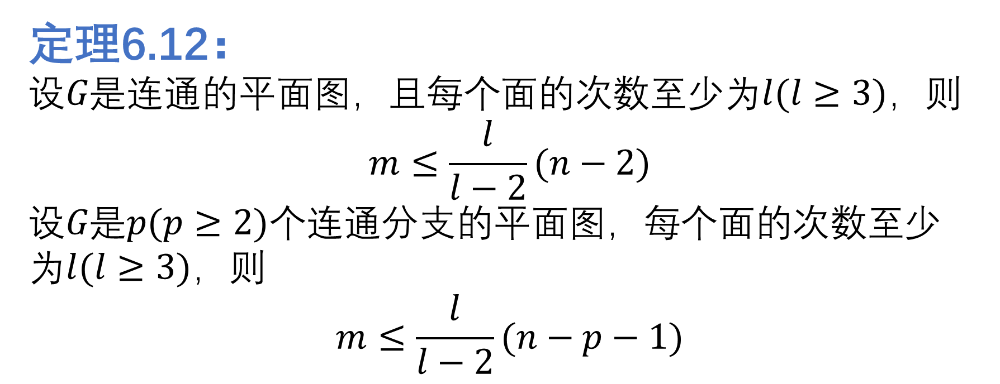 定理6.12：
设G是连通的平面图，且每个面的次数至少为l(l ≥ 3)，则
m ≤ \frac{l}{l − 2}(n − 2)
设G是p(p ≥ 2)个连通分支的平面图，每个面的次数至少
为l(l ≥ 3)，则
m ≤ \frac{l}{l − 2}(n − p − 1)